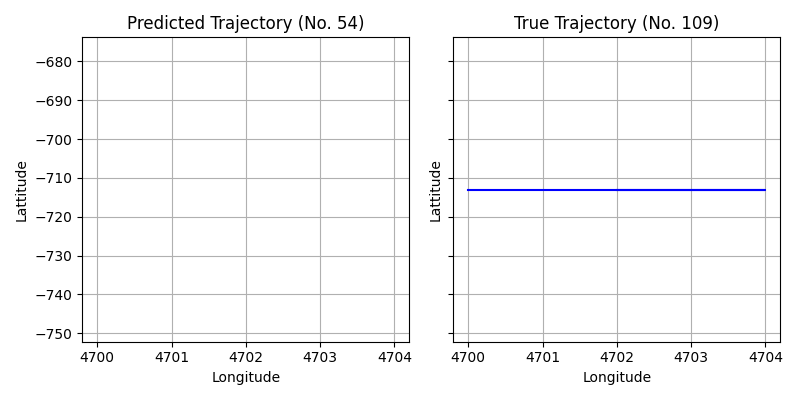 Predicted Trajectory (No. 54)
True Trajectory (No. 109)
−680
−690
−700
−710
−720
−730
−740
−750
Lattitude
Lattitude
4700 4701 4702 4703 4704
4700 4701 4702 4703 4704
Longitude
Longitude